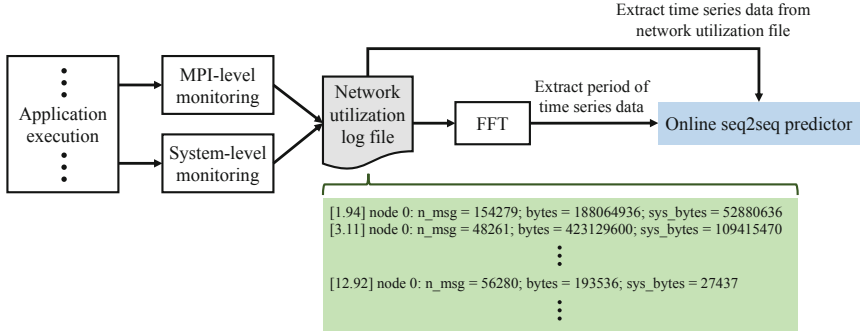 Extract time series data from
network utilization file
Application
execution
MPI-level
monitoring
System-level
monitoring
Network
utilization
log file
FFT
Extract period of
time series data
Online seq2seq predictor
[1.94] node 0: n_msg = 154279; bytes = 188064936; sys_bytes = 52880636
[3.11] node 0: n_msg = 48261; bytes = 423129600; sys_bytes = 109415470
[12.92] node 0: n_msg = 56280; bytes = 193536; sys_bytes = 27437